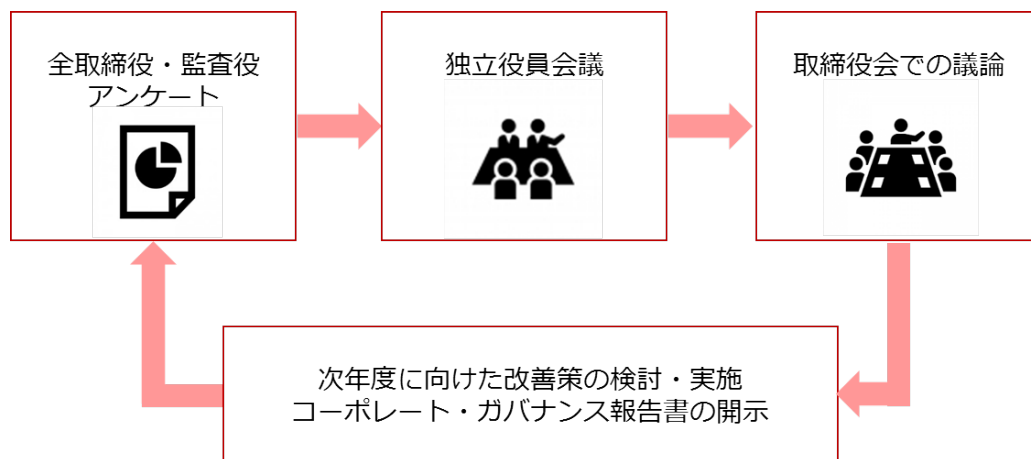 全取締役・監査役
アンケート
独立役員会議
取締役会での議論
次年度に向けた改善策の検討・実施
コーポレート・ガバナンス報告書の開示